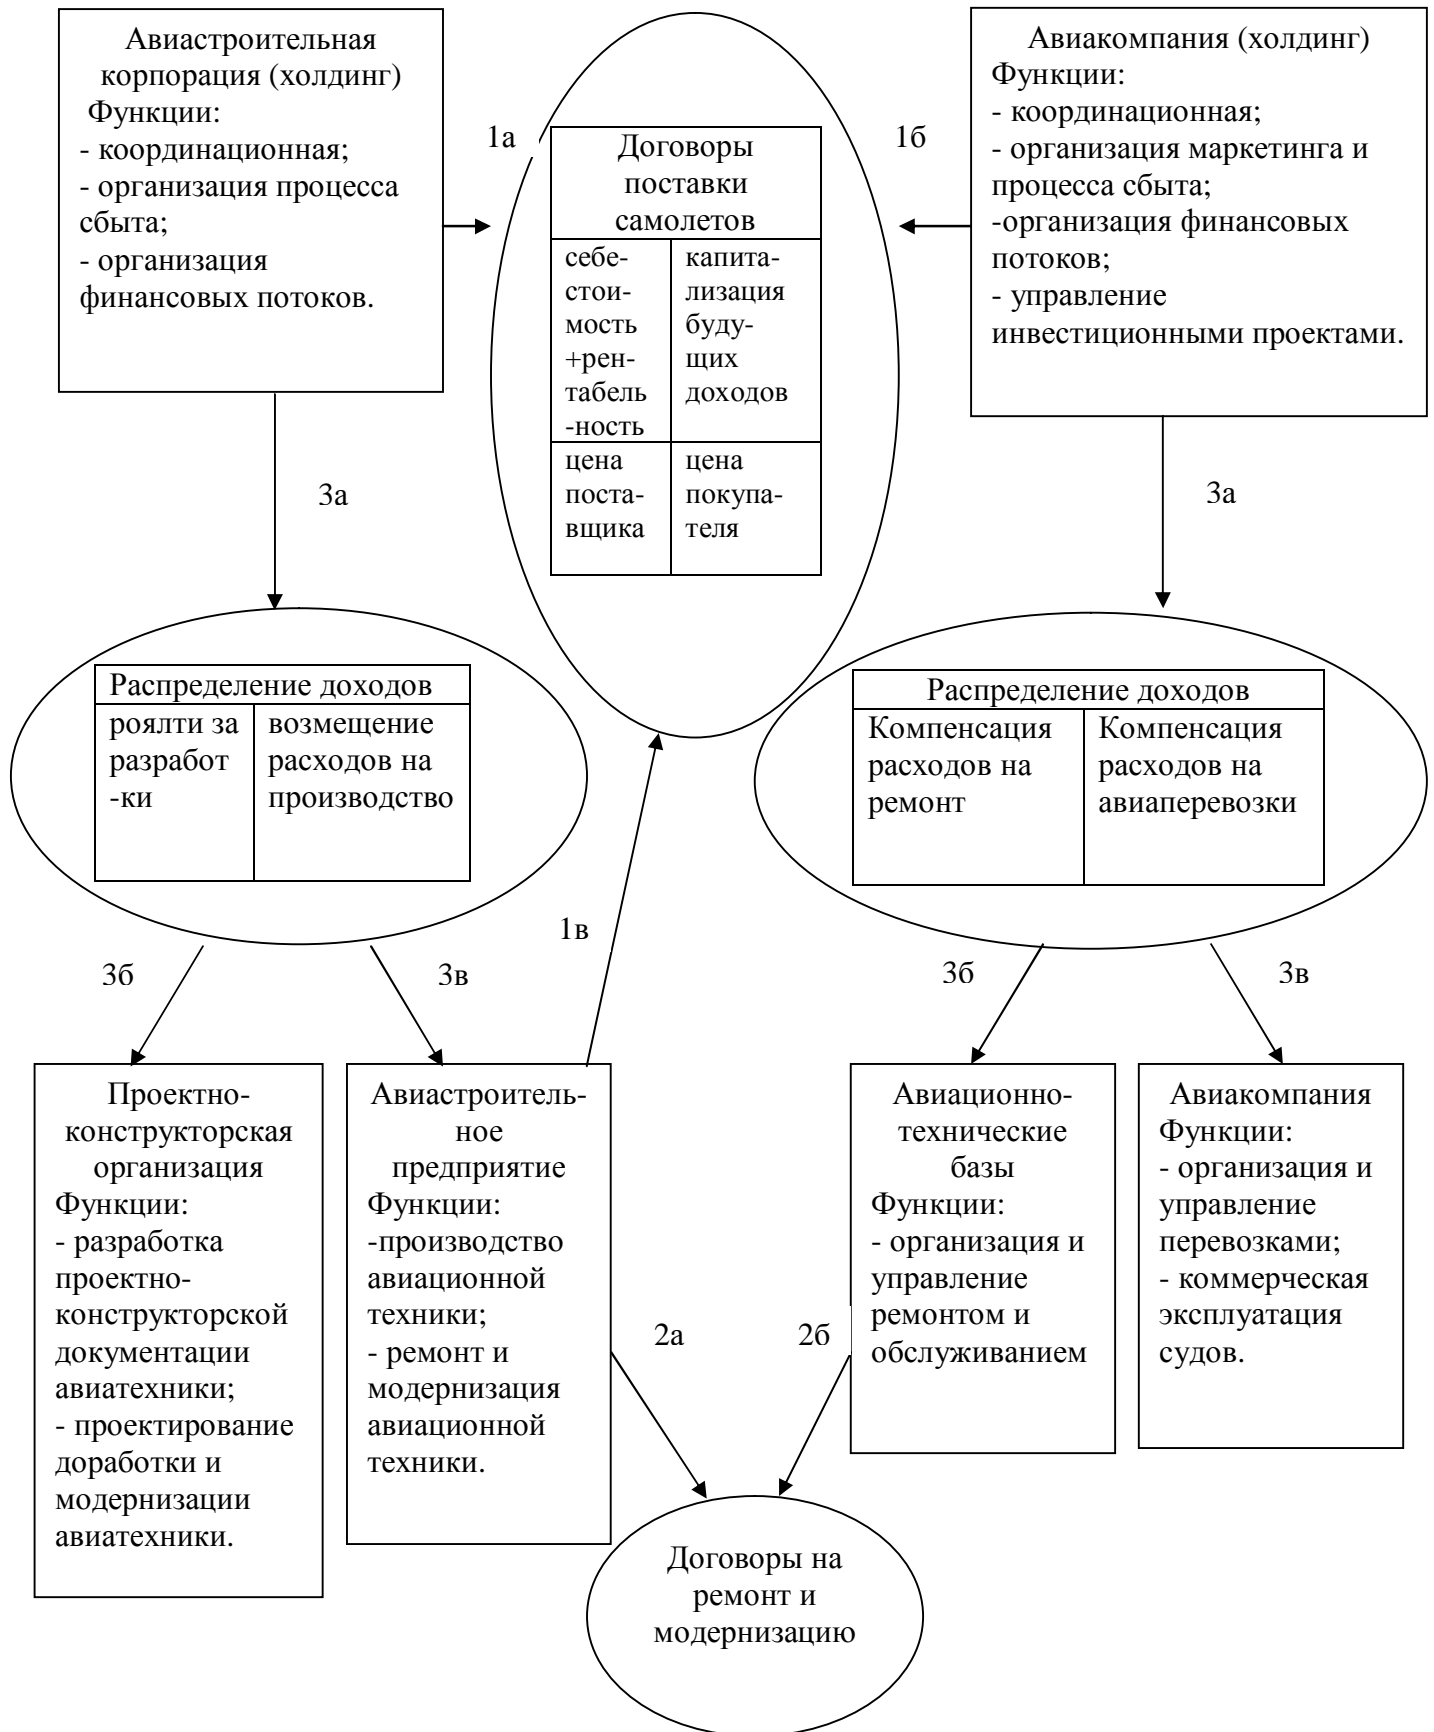 Авиастроительная
корпорация (холдинг)
Функции:
- координационная;
- организация процесса
сбыта;
- организация
финансовых потоков.
1а
Договоры
поставки
самолетов
себе-
стои-
мость
+рен-
табель
-ность
капита-
лизация
буду-
щих
доходов
цена
поста-
вщика
цена
покупа-
теля
1б
Авиакомпания (холдинг)
Функции:
- координационная;
- организация маркетинга и
процесса сбыта;
-организация финансовых
потоков;
- управление
инвестиционными проектами.
3а
3а
Распределение доходов
роялти за
разработ
-ки
возмещение
расходов на
производство
Распределение доходов
Компенсация
расходов на
ремонт
Компенсация
расходов на
авиаперевозки
3б
3в
1в
3б
3в
Проектно-
конструкторская
организация
Функции:
- разработка
проектно-
конструкторской
документации
авиатехники;
- проектирование
доработки и
модернизации
авиатехники.
Авиастроитель-
ное
предприятие
Функции:
-производство
авиационной
техники;
- ремонт и
модернизация
авиационной
техники.
2а
2б
Авиационно-
технические
базы
Функции:
- организация и
управление
ремонтом и
обслуживанием
Авиакомпания
Функции:
- организация и
управление
перевозками;
- коммерческая
эксплуатация
судов.
Договоры на
ремонт и
модернизацию